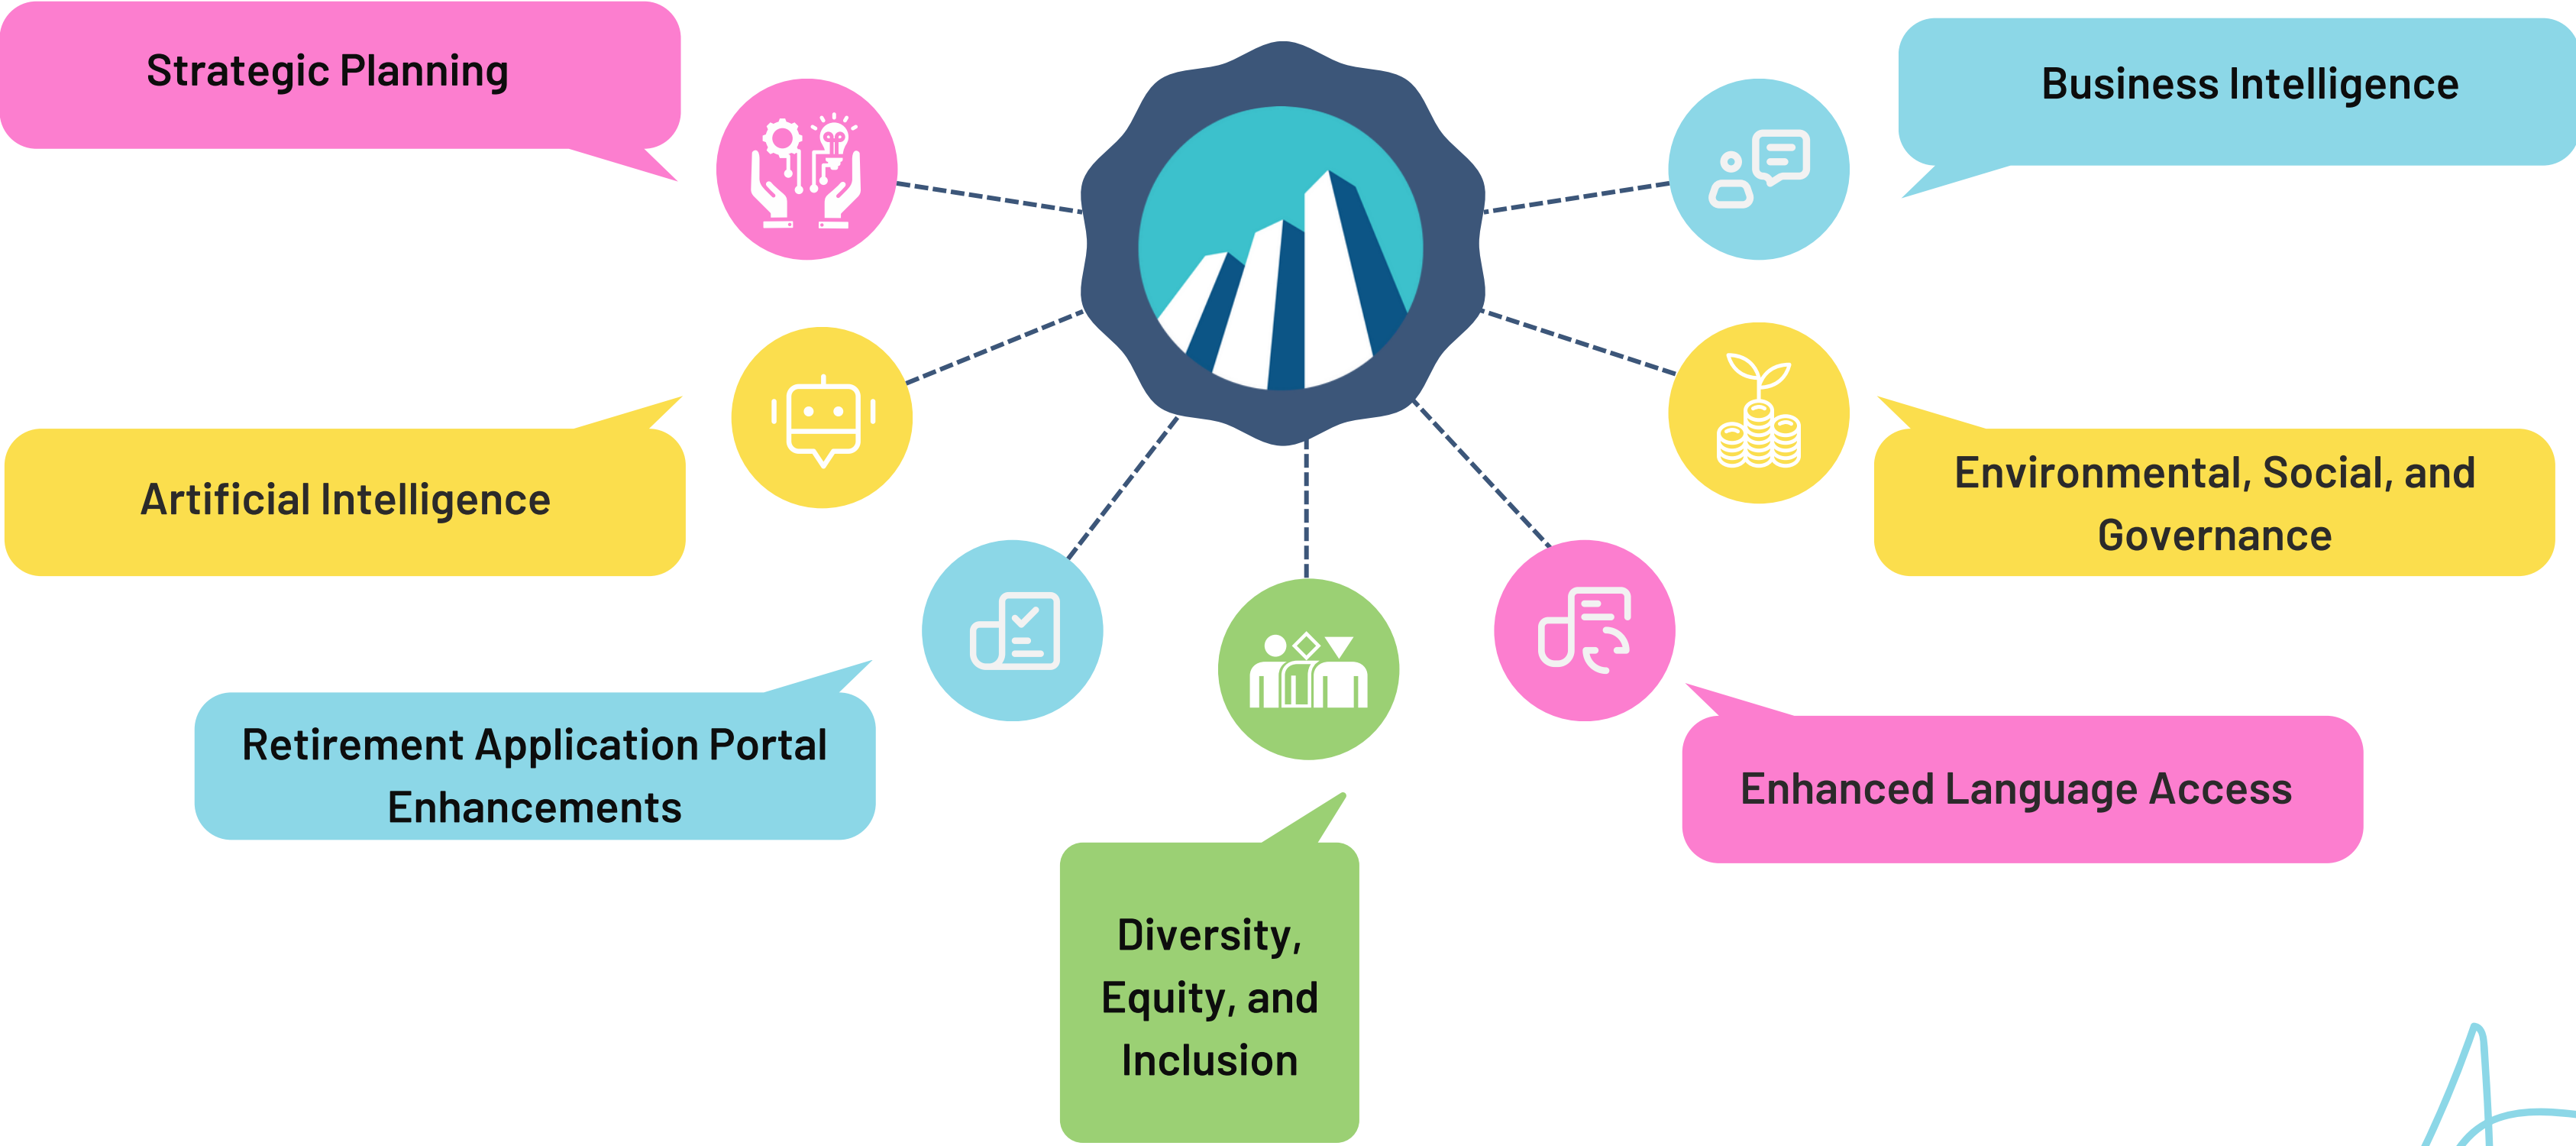 Strategic Planning
Business Intelligence
Artificial Intelligence
Environmental, Social, and
Governance
Retirement Application Portal
Enhancements
Enhanced Language Access
Diversity,
Equity, and
Inclusion